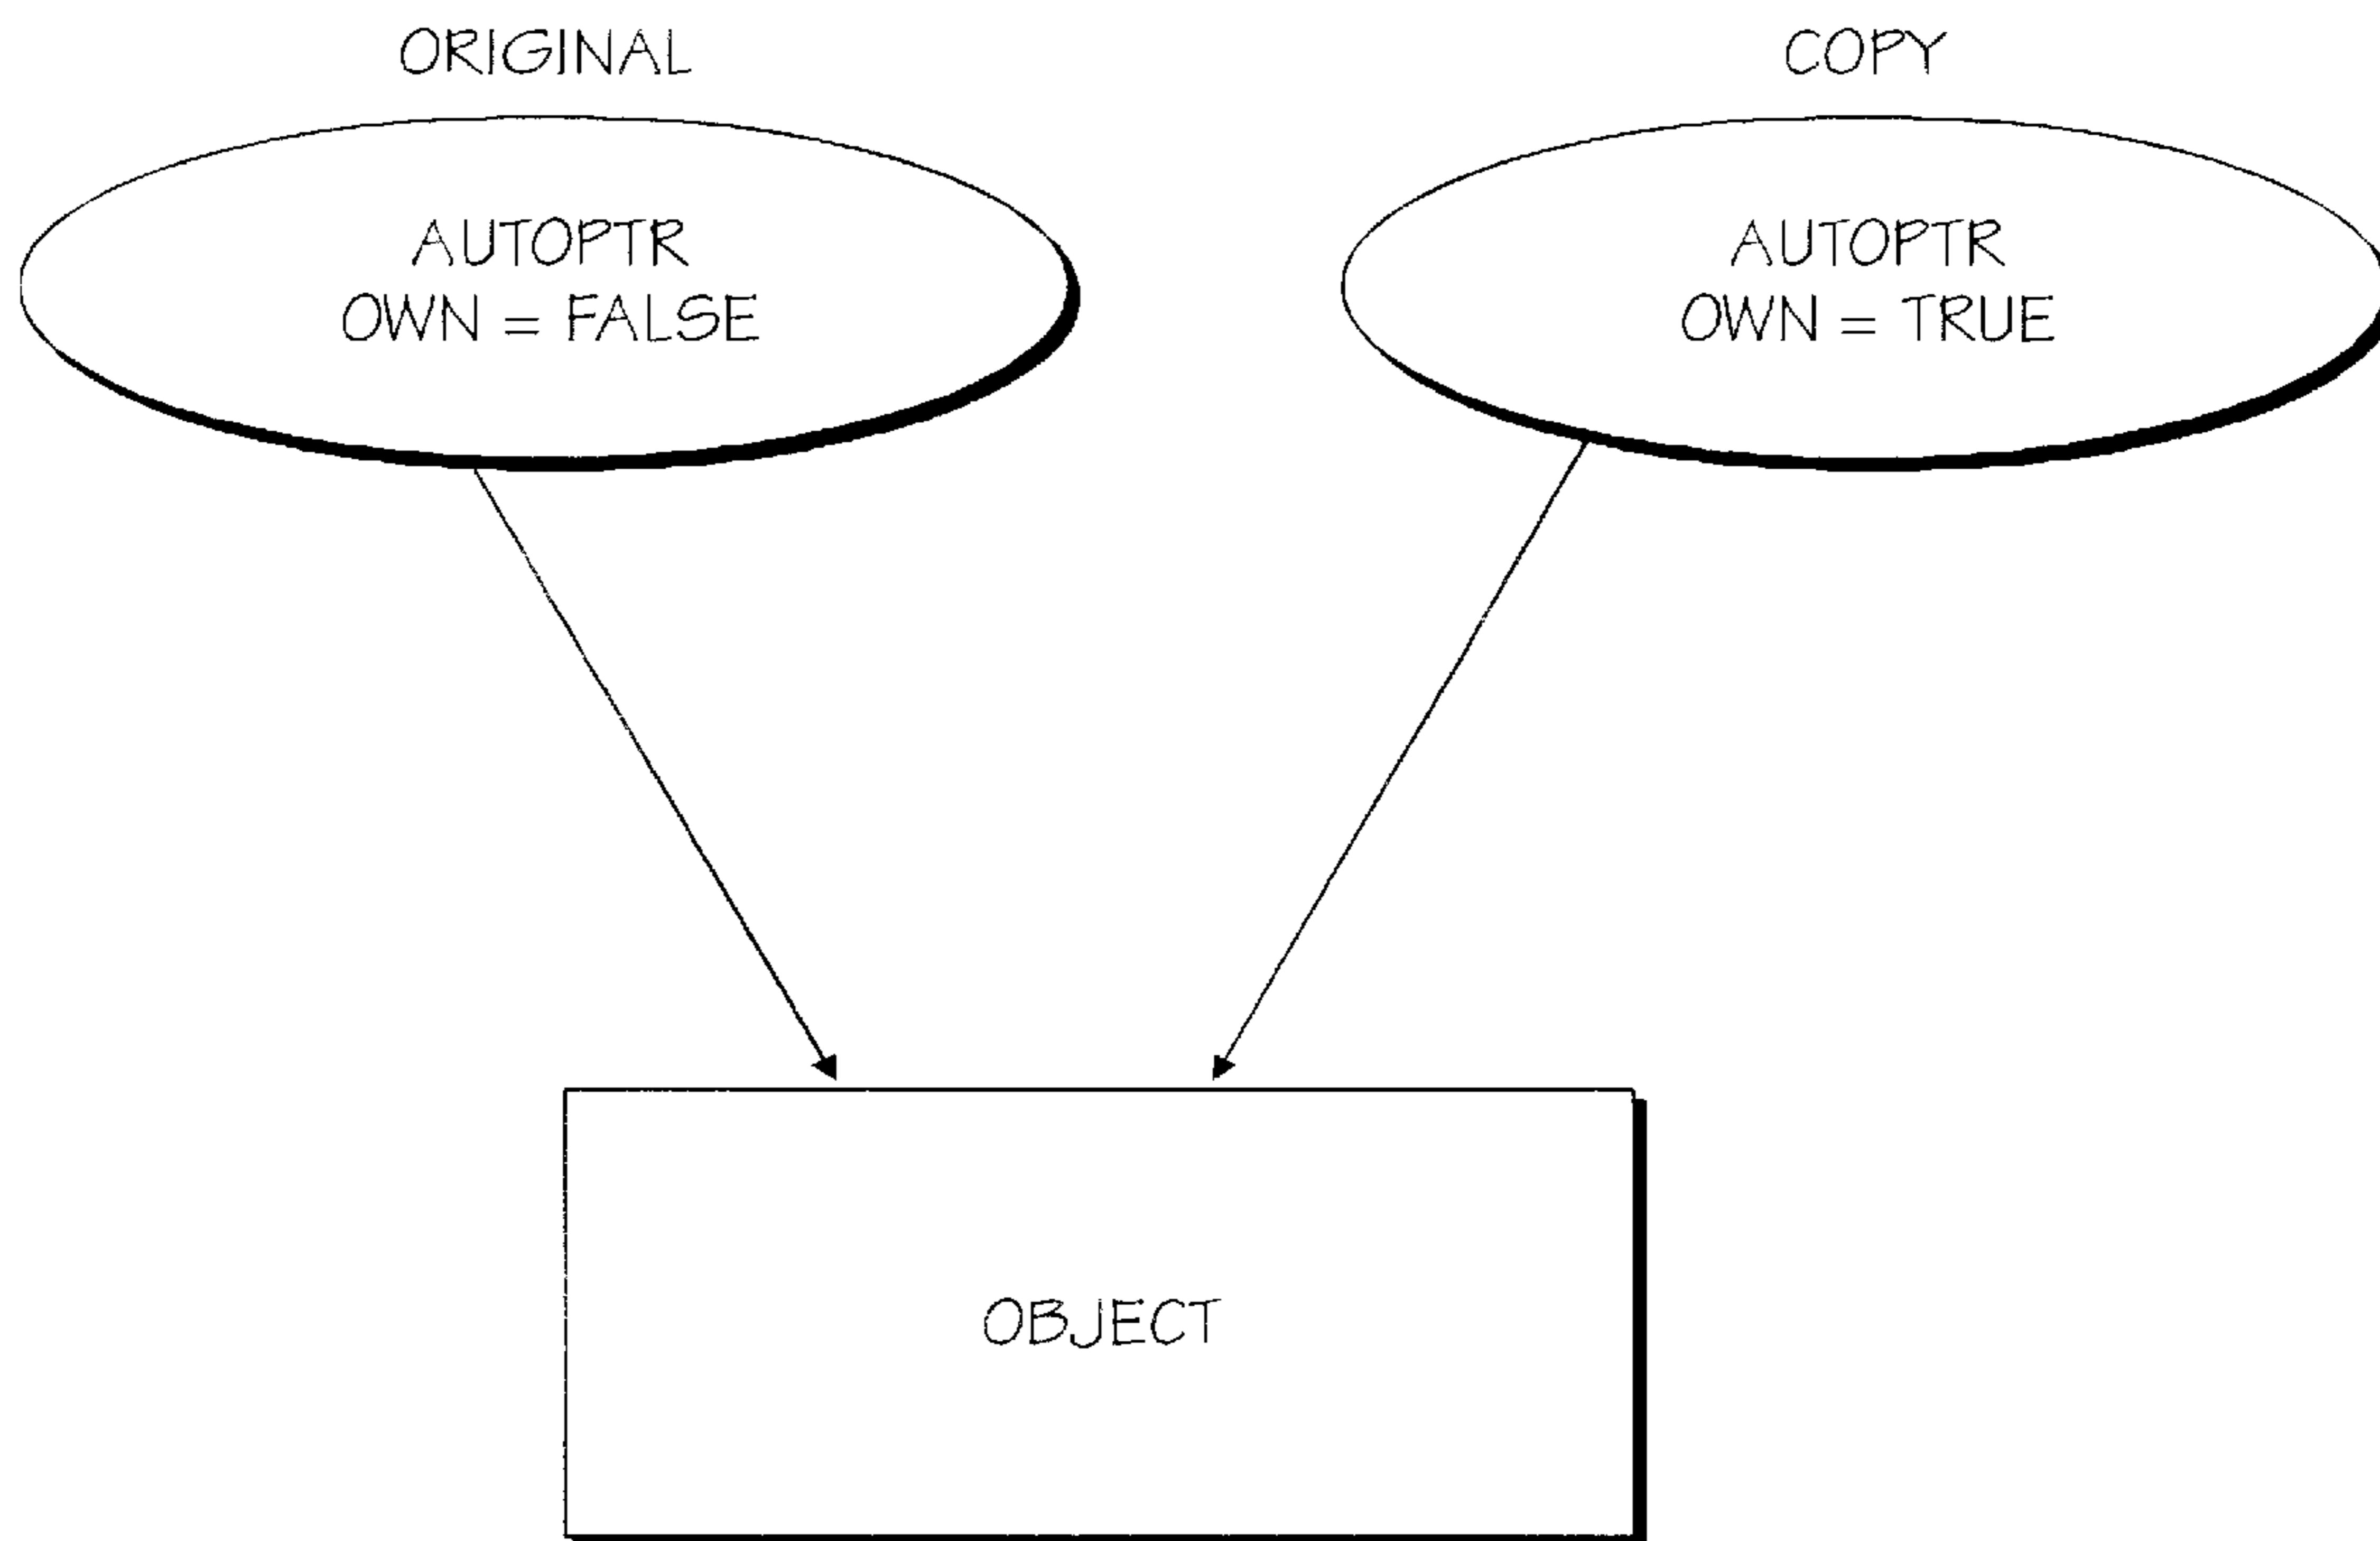 ORIGINAL
COPY
AUTOPTR
OWN = FALSE
AUTOPTR
OWN = TRUE
OBJECT